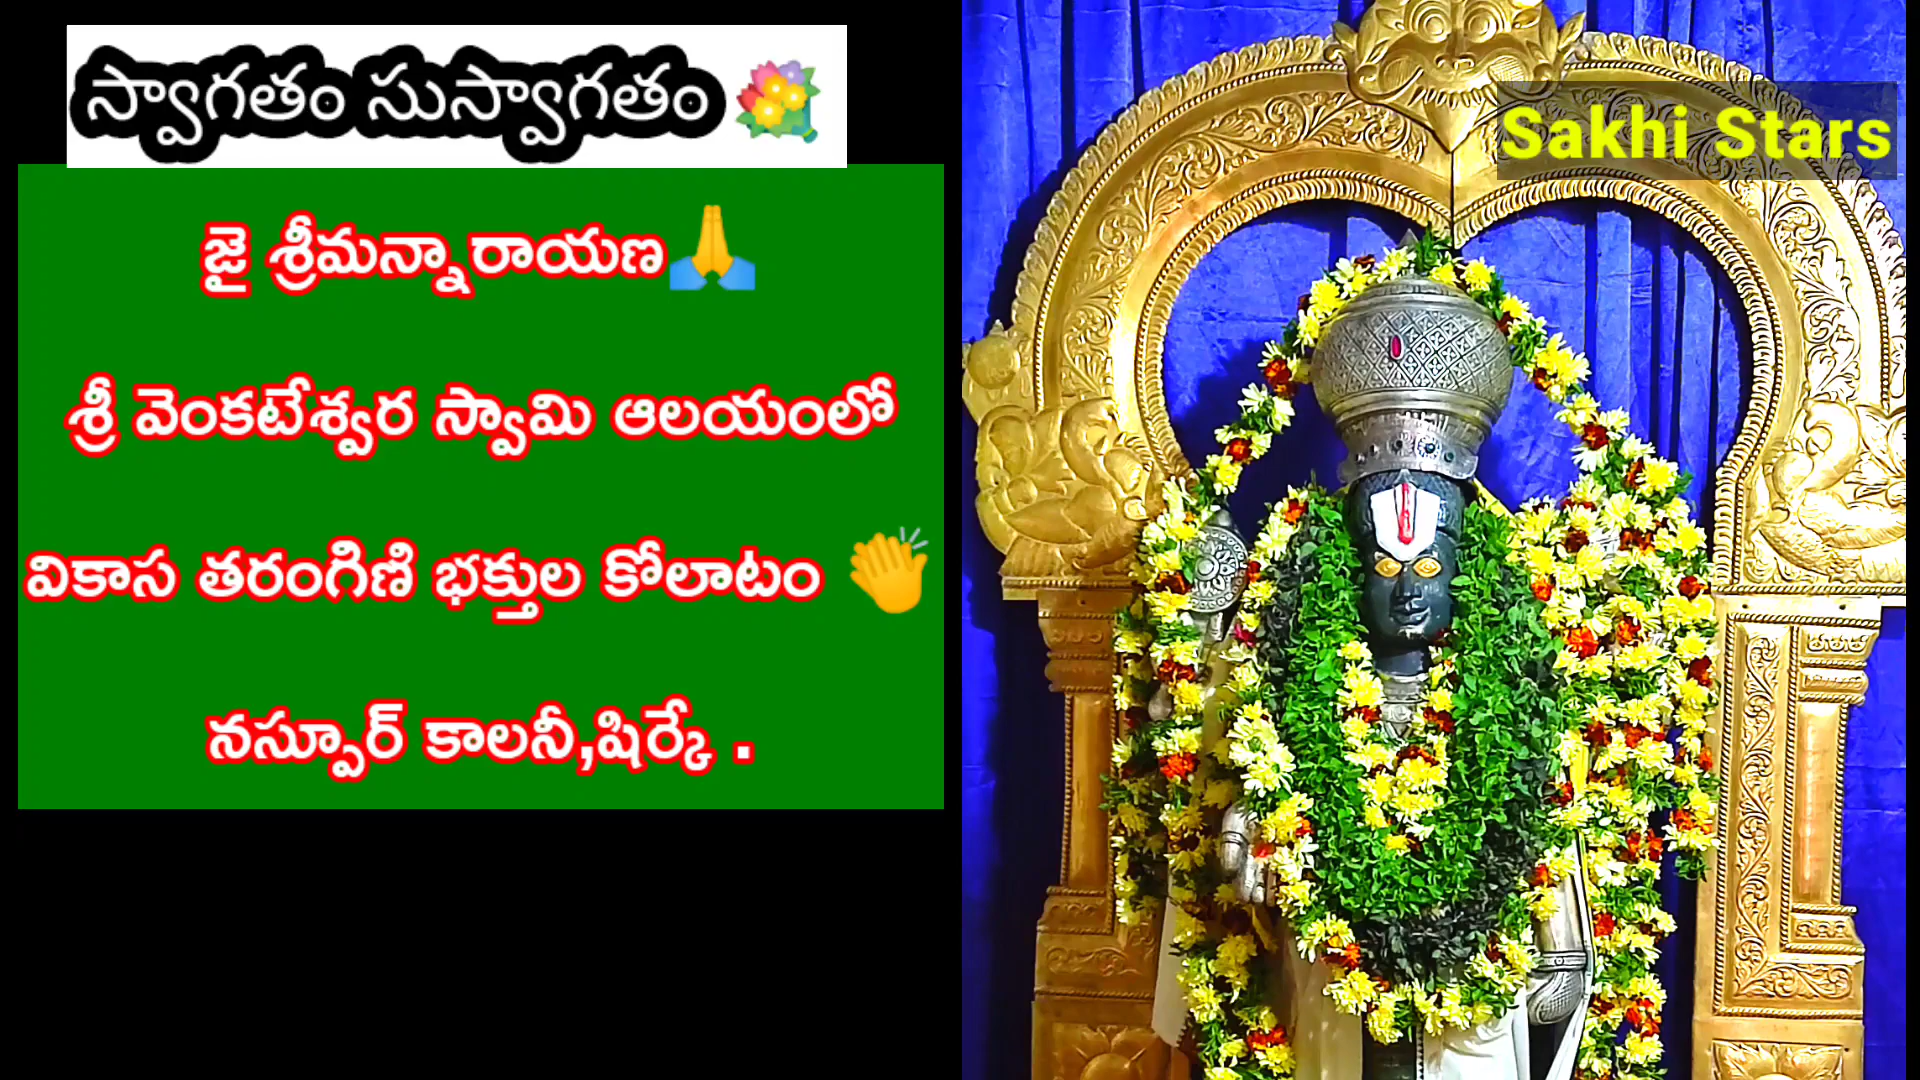 స్వాగతం సుస్వాగతం 💐
జై శ్రీమన్నారాయణ🙏
శ్రీ వెంకటేశ్వర స్వామి ఆలయంలో
వికాస తరంగిణి భక్తుల కోలాటం 👏
నస్పూర్ కాలనీ,షిర్కే .
Sakhi Stars